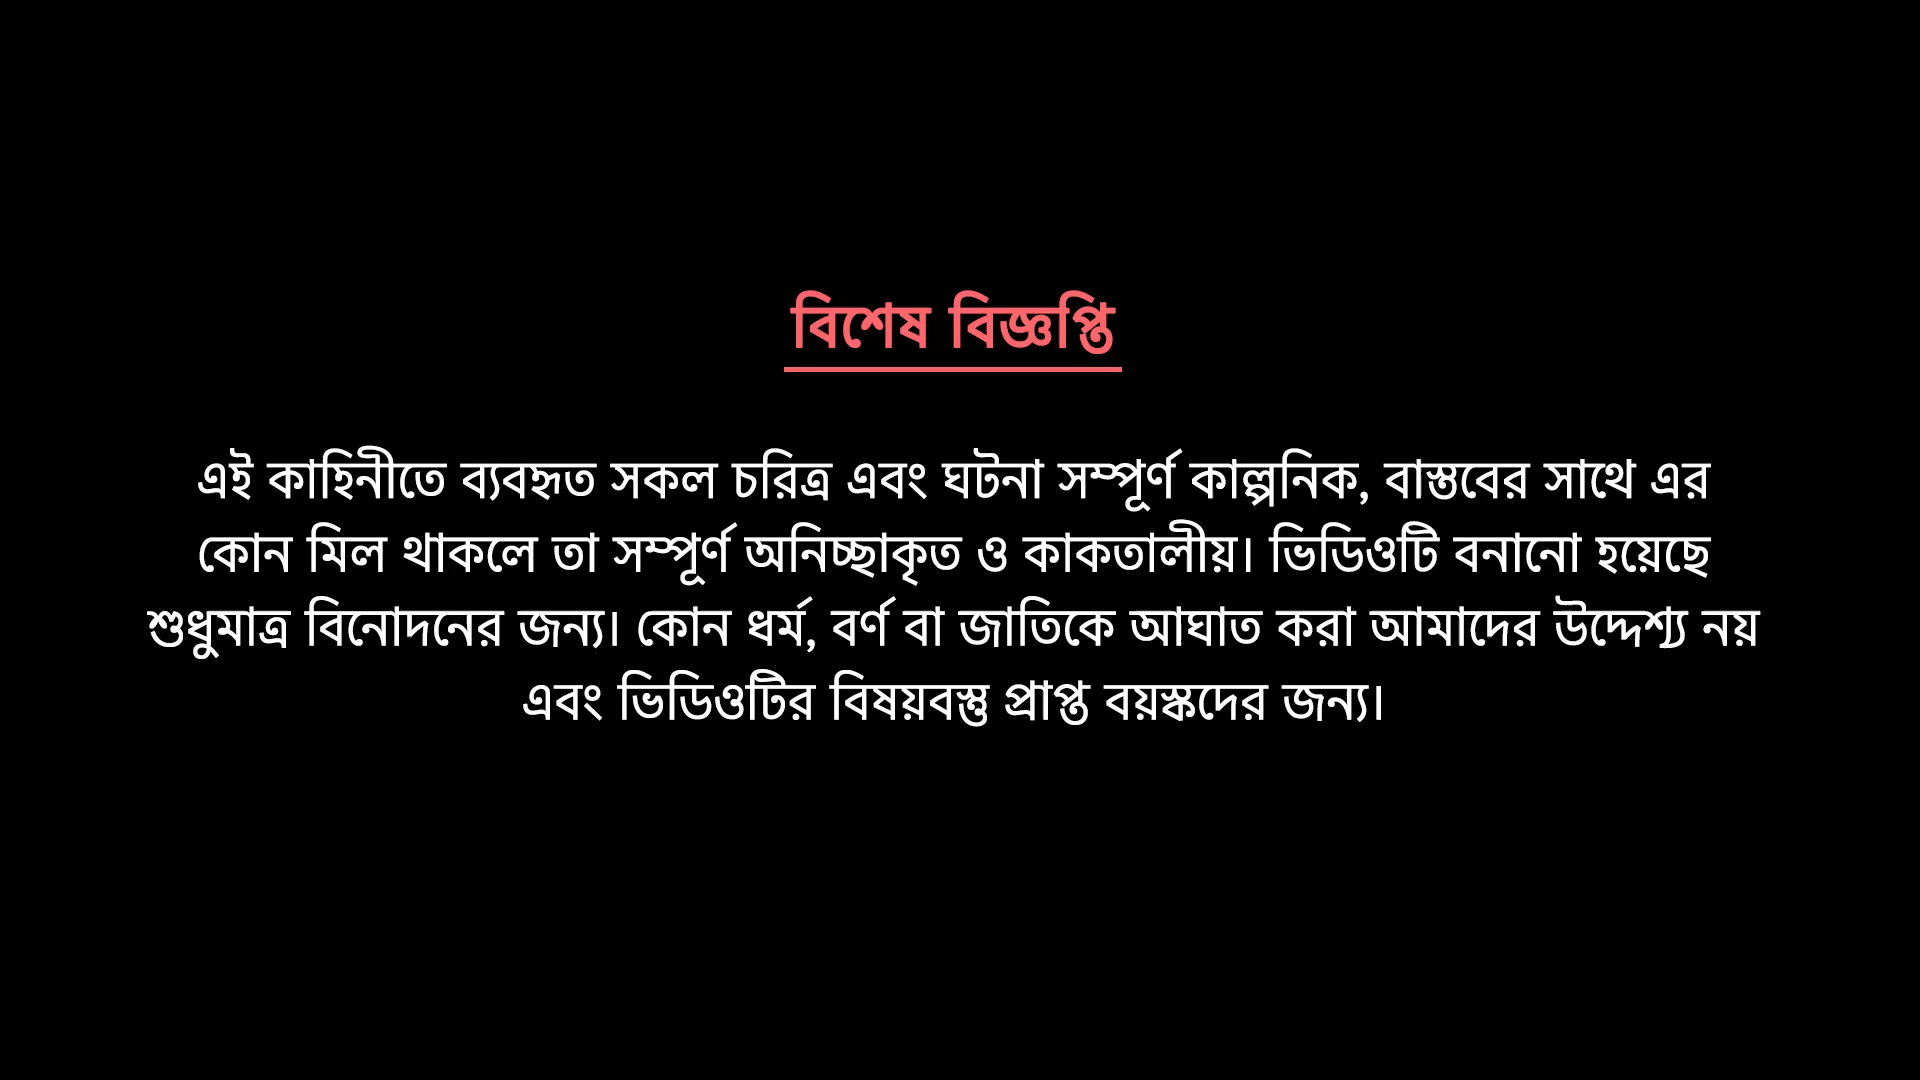 বিশেষ বিজ্ঞপ্তি
এই কাহিনীতে ব্যবহৃত সকল চরিত্র এবং ঘটনা সম্পূর্ণ কাল্পনিক, বাস্তবের সাথে এর
কোন মিল থাকলে তা সম্পূর্ণ অনিচ্ছাকৃত ও কাকতালীয়। ভিডিওটি বনানো হয়েছে
শুধুমাত্র বিনোদনের জন্য। কোন ধর্ম, বর্ণ বা জাতিকে আঘাত করা আমাদের উদ্দেশ্য নয়
এবং ভিডিওটির বিষয়বস্তু প্রাপ্ত বয়স্কদের জন্য।